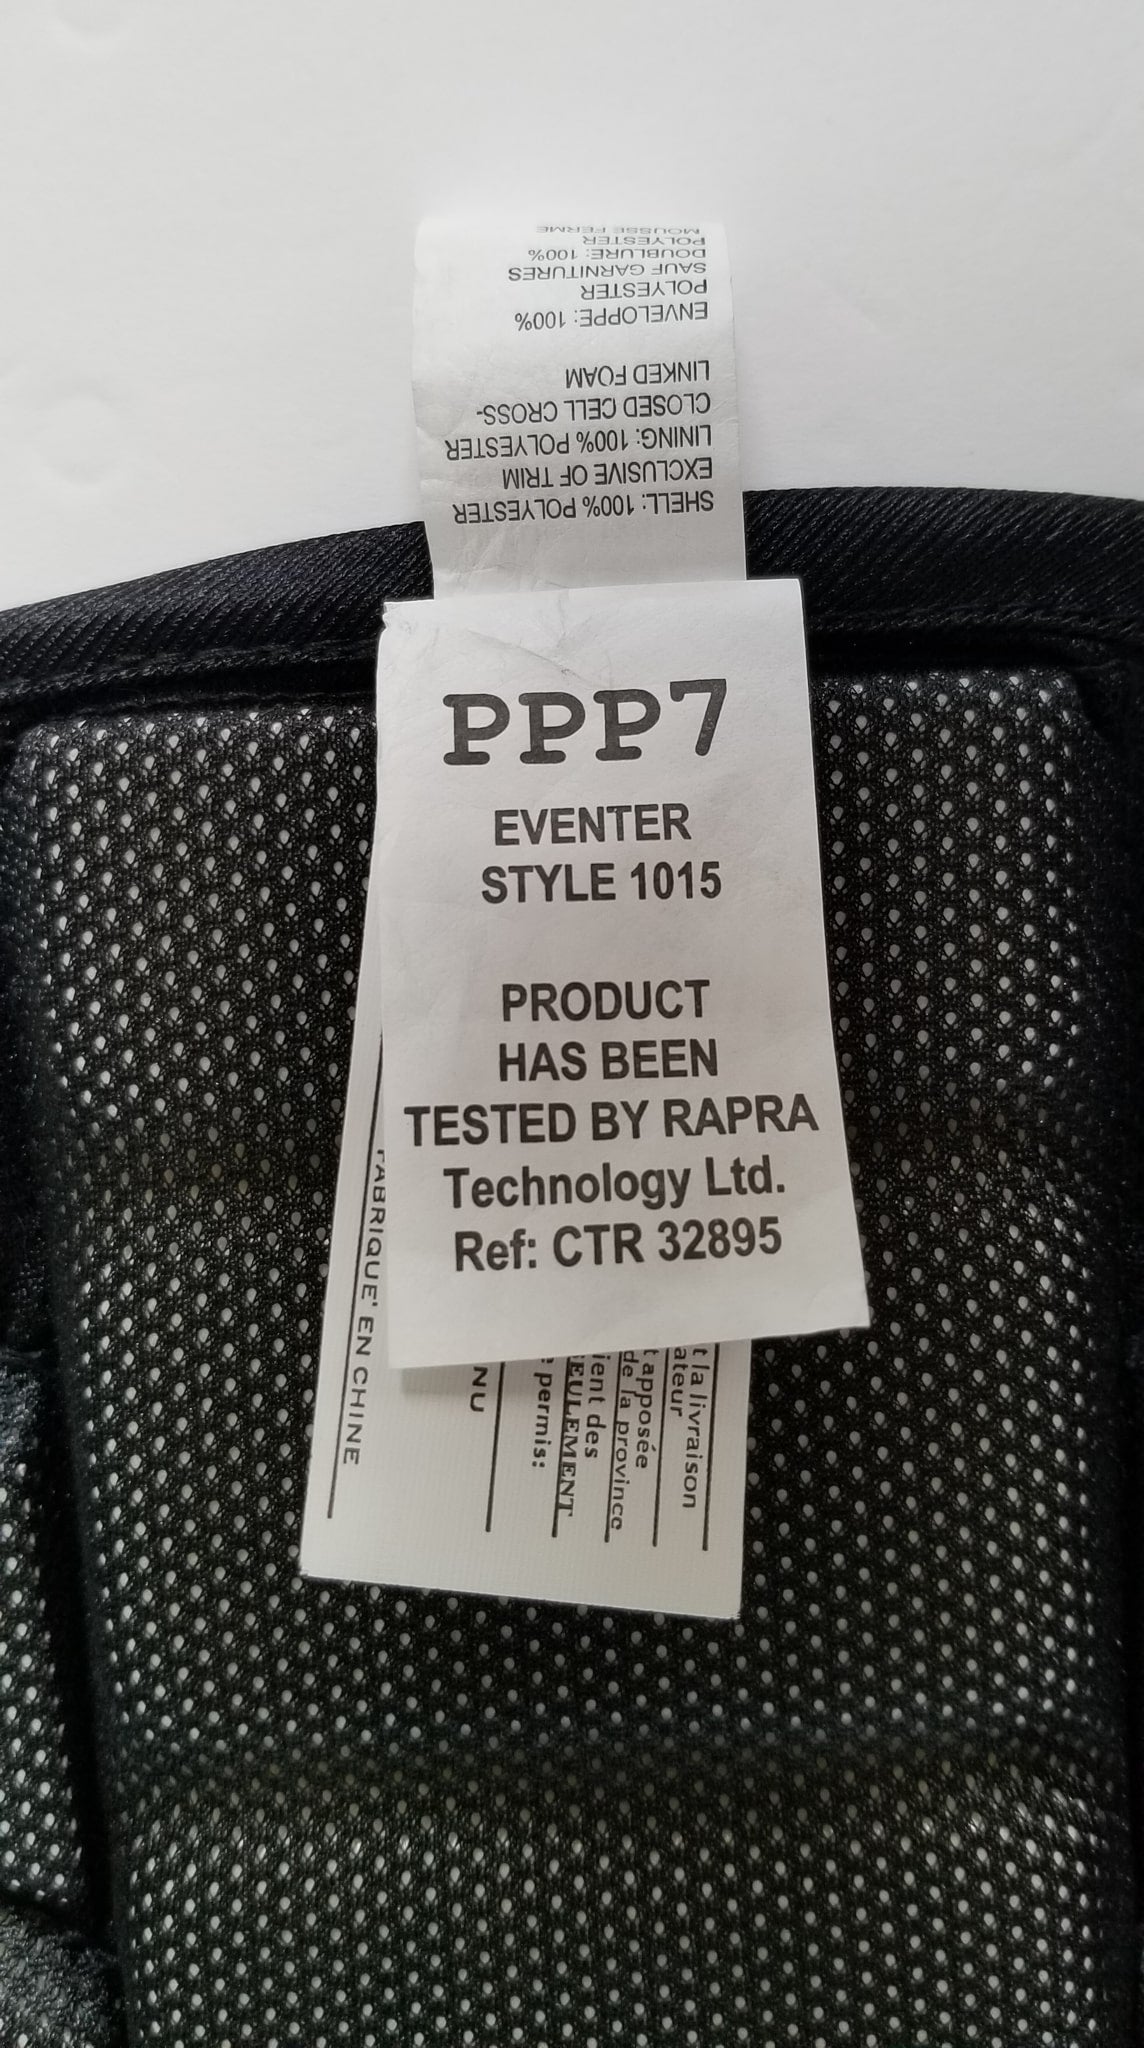 PPP7
EVENTER
STYLE 1015
PRODUCT
HAS BEEN
TESTED BY RAPRA
Technology Ltd.
Ref: CTR 32895
SHELL: 100% POLYESTER
EXCLUSIVE OF TRIM
LINING: 100% POLYESTER
CLOSED CELL CROSS-
LINKED FOAM
ENVELOPPE: 100%
POLYESTER
SAUF GARNITURES
DOUBLURE: 100%
POLYESTER
MOUSSE FERME
t la livraison
ateur
t apposée
de la province
ient des
SEULEMENT
permis:
NU
FABRIQUE' EN CHINE